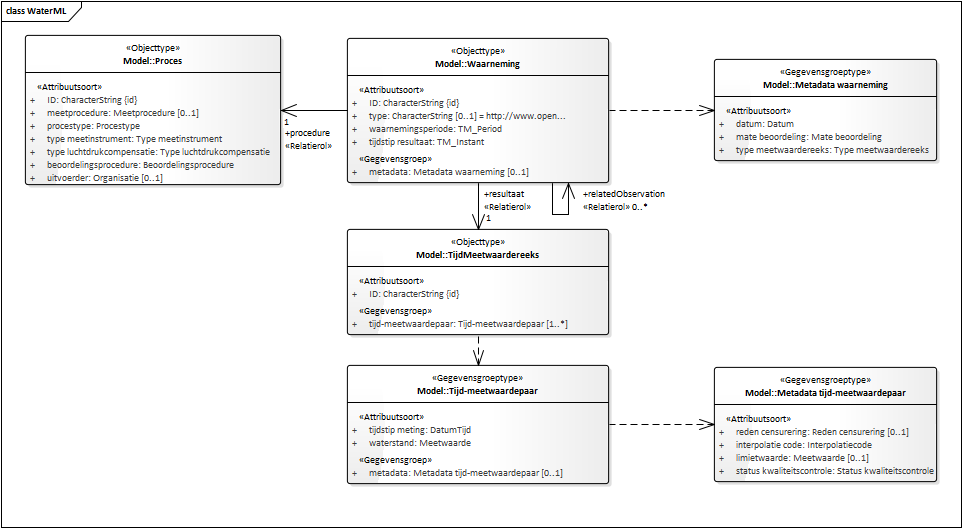 class WaterML
«Objecttype»
Model::Proces
«Attribuutsoort»
+ ID: CharacterString {id}
+ meetprocedure: Meetprocedure [0..1]
+ procestype: Procestype
+ type meetinstrument: Type meetinstrument
+ type luchtdrukcompensatie: Type luchtdrukcompensatie
+ beoordelingsprocedure: Beoordelingsprocedure
+ uitvoerder: Organisatie [0..1]
1
+procedure
«Relatierol»
«Objecttype»
Model::Waarneming
«Attribuutsoort»
+ ID: CharacterString {id}
+ type: CharacterString [0..1] = http://www.open...
+ waarnemingsperiode: TM_Period
+ tijdstip resultaat: TM_Instant
«Gegevensgroep»
+ metadata: Metadata waarneming [0..1]
«Gegevensgroeptype»
Model::Metadata waarneming
«Attribuutsoort»
+ datum: Datum
+ mate beoordeling: Mate beoordeling
+ type meetwaardereeks: Type meetwaardereeks
+resultaat
«Relatierol»
1
+relatedObservation
«Relatierol» 0..*
«Objecttype»
Model::TijdMeetwaardereeks
«Attribuutsoort»
+ ID: CharacterString {id}
«Gegevensgroep»
+ tijd-meetwaardepaar: Tijd-meetwaardepaar [1..*]
«Gegevensgroeptype»
Model::Tijd-meetwaardepaar
«Attribuutsoort»
+ tijdstip meting: DatumTijd
+ waterstand: Meetwaarde
«Gegevensgroep»
+ metadata: Metadata tijd-meetwaardepaar [0..1]
«Gegevensgroeptype»
Model::Metadata tijd-meetwaardepaar
«Attribuutsoort»
+ reden censurering: Reden censurering [0..1]
+ interpolatie code: Interpolatiecode
+ limietwaarde: Meetwaarde [0..1]
+ status kwaliteitscontrole: Status kwaliteitscontrole